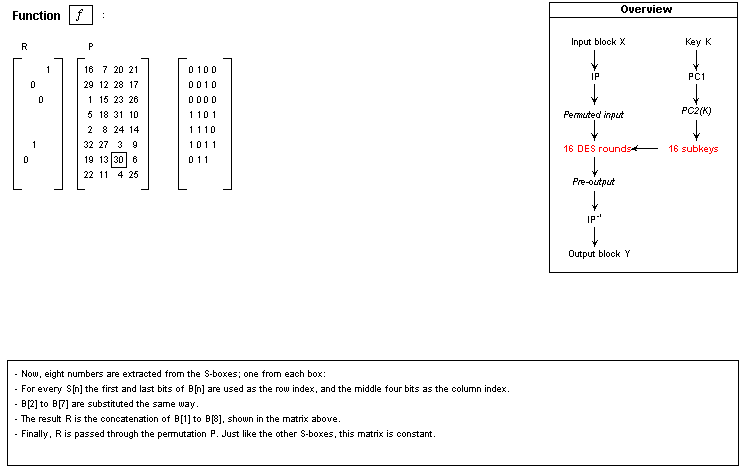 Function f :
R P
1 16 7 20 21 0 1 0 0
0 29 12 28 17 0 0 1 0
0 1 15 23 26 0 0 0 0
5 18 31 10 1 1 0 1
2 8 24 14 1 1 1 0
1 32 27 3 9 1 0 1 1
0 19 13 30 6 0 1 1
22 11 4 25
Overview
Input block X Key K
IP PC1
Permuted input PC2(K)
16 DES rounds 16 subkeys
Pre-output
IP⁻¹
Output block Y
- Now, eight numbers are extracted from the S-boxes; one from each box:
- For every S[n] the first and last bits of B[n] are used as the row index, and the middle four bits as the column index.
- B[2] to B[7] are substituted the same way.
- The result R is the concatenation of B[1] to B[8], shown in the matrix above.
- Finally, R is passed through the permutation P. Just like the other S-boxes, this matrix is constant.